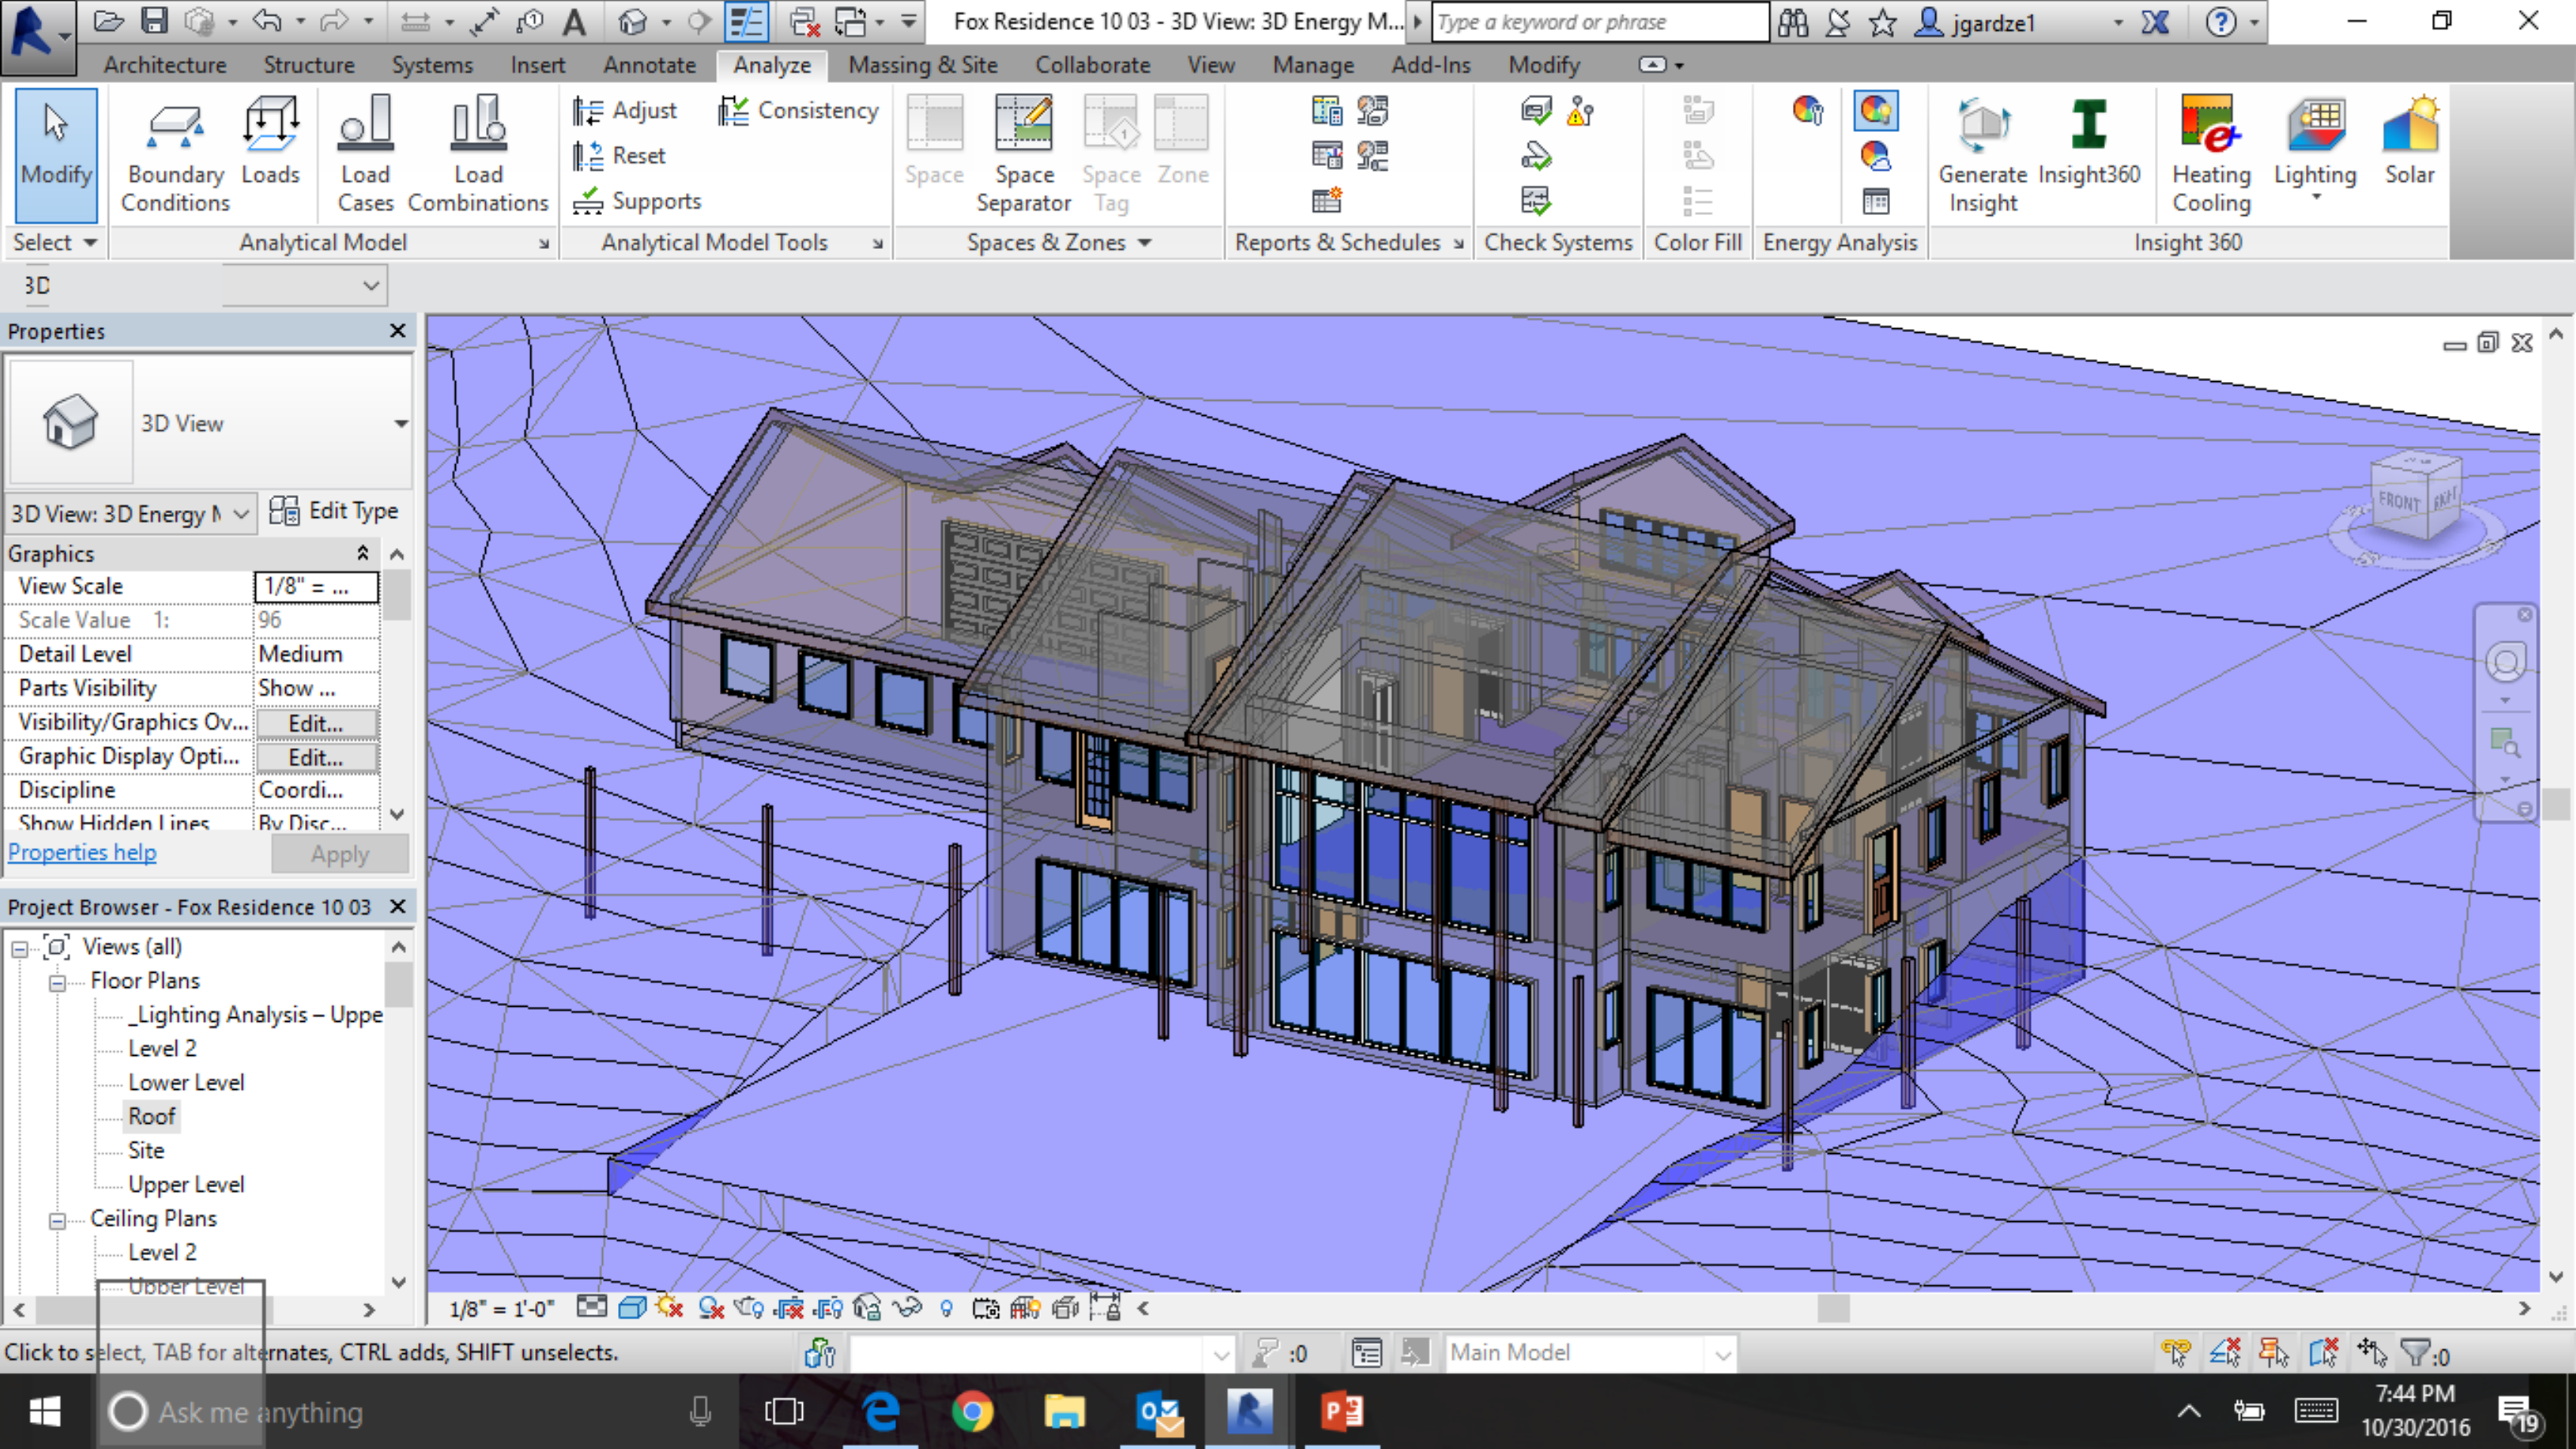 Fox Residence 10 03 - 3D View: 3D Energy M...
Type a keyword or phrase
jgardze1
Architecture Structure Systems Insert Annotate Analyze Massing & Site Collaborate View Manage Add-Ins Modify
Modify
Boundary Conditions
Loads
Load Cases
Load Combinations
Adjust
Reset
Supports
Consistency
Space
Space Separator
Space Tag
Zone
Generate Insight
Insight360
Heating Cooling
Lighting
Solar
Select
Analytical Model
Analytical Model Tools
Spaces & Zones
Reports & Schedules
Check Systems
Color Fill
Energy Analysis
Insight 360
3D
Properties
3D View
3D View: 3D Energy M
Edit Type
Graphics
View Scale 1/8" = ...
Scale Value 1: 96
Detail Level Medium
Parts Visibility Show ...
Visibility/Graphics Ov... Edit...
Graphic Display Opti... Edit...
Discipline Coordi...
Show Hidden Lines By Disc...
Properties help
Apply
Project Browser - Fox Residence 10 03
Views (all)
Floor Plans
_Lighting Analysis – Uppe
Level 2
Lower Level
Roof
Site
Upper Level
Ceiling Plans
Level 2
Upper Level
FRONT
RIGHT
1/8" = 1'-0"
Click to select, TAB for alternates, CTRL adds, SHIFT unselects.
:0
Main Model
:0
Ask me anything
7:44 PM
10/30/2016
19